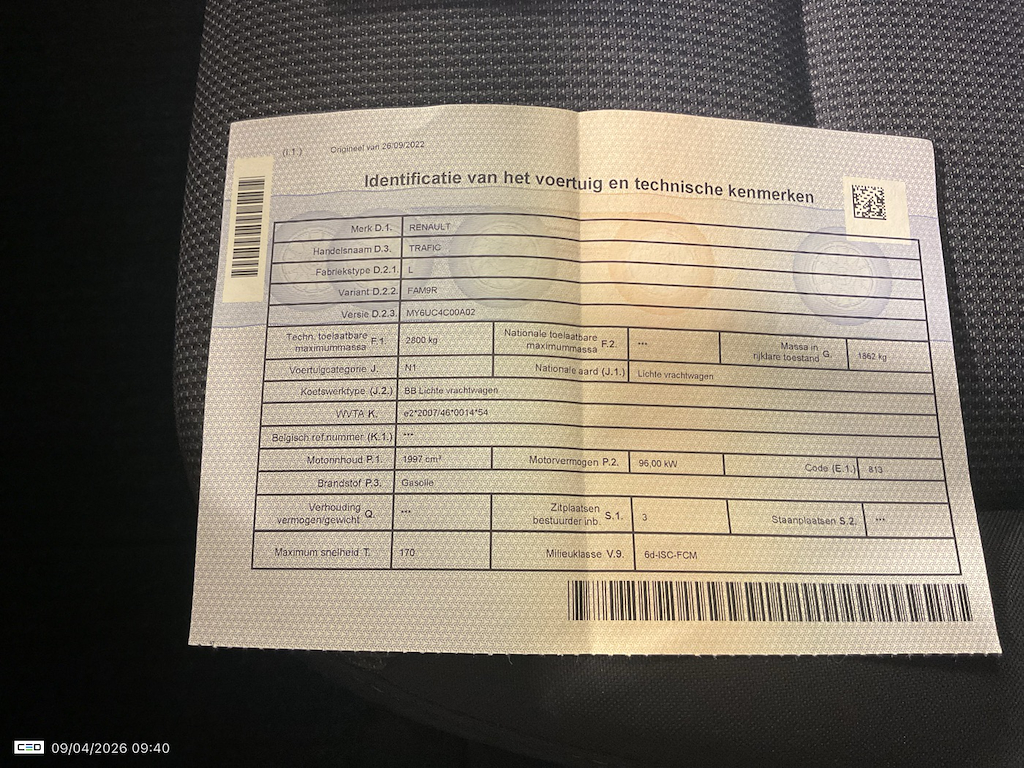 (I.1.) Origineel van 26/09/2022
Identificatie van het voertuig en technische kenmerken
Merk D.1. RENAULT
Handelsnaam D.3. TRAFIC
Fabriekstype D.2.1. L
Variant D.2.2. FAM9R
Versie D.2.3. MY6UC4C00A02
Techn. toelaatbare maximummassa F.1. 2800 kg Nationale toelaatbare maximummassa F.2. *** Massa in rijklare toestand G. 1862 kg
Voertuigcategorie J. N1 Nationale aard (J.1.) Lichte vrachtwagen
Koetswerktype (J.2.) BB Lichte vrachtwagen
WVTA K. e2*2007/46*0014*54
Belgisch ref.nummer (K.1.) ***
Motorinhoud P.1. 1997 cm³ Motorvermogen P.2. 96,00 kW Code (E.1.) 813
Brandstof P.3. Gasolie
Verhouding vermogen/gewicht Q. *** Zitplaatsen bestuurder inb. S.1. 3 Staanplaatsen S.2. ***
Maximum snelheid T. 170 Milieuklasse V.9. 6d-ISC-FCM
CEO 09/04/2026 09:40